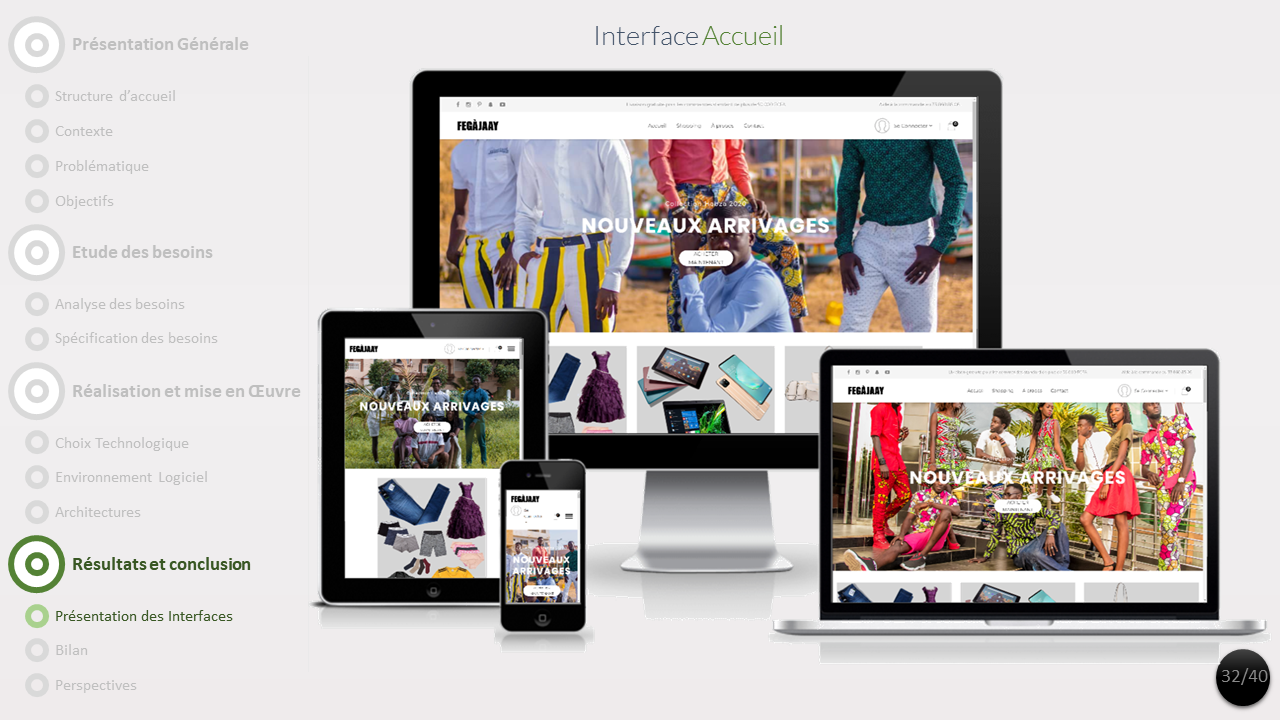 Présentation Générale
Structure d’accueil
Contexte
Problématique
Objectifs
Etude des besoins
Analyse des besoins
Spécification des besoins
Réalisation et mise en Œuvre
Choix Technologique
Environnement Logiciel
Architectures
Résultats et conclusion
Présentation des Interfaces
Bilan
Perspectives
Interface Accueil
FEGÀJAAY
Accueil Shopping A propos Contact
Se Connecter
Collection Habza 2020
NOUVEAUX ARRIVAGES
ACHETER
MAINTENANT
FEGÀJAAY
NOUVEAUX ARRIVAGES
ACHETER
FEGÀJAAY
NOUVEAUX
ARRIVAGES
FEGÀJAAY
Accueil Shopping A propos Contact
Se Connecter
NOUVEAUX ARRIVAGES
ACHETER
MAINTENANT
32/40